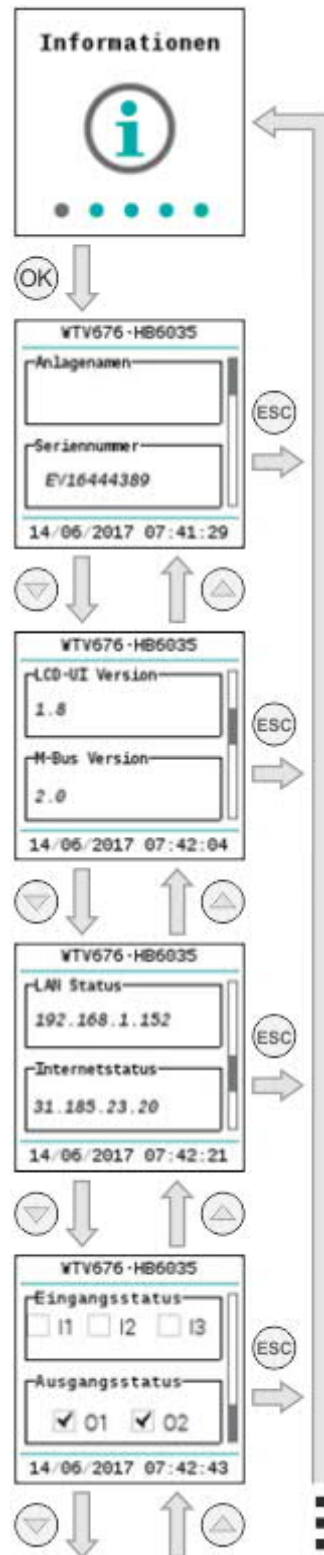 Informationen
OK
WTV676-HB6035
Anlagenamen
ESC
Seriennummer
EV16444389
14/06/2017 07:41:29
WTV676-HB6035
LCD-UI Version
1.8
ESC
M-Bus Version
2.0
14/06/2017 07:42:04
WTV676-HB6035
LAN Status
192.168.1.152
ESC
Internetstatus
31.185.23.20
14/06/2017 07:42:21
WTV676-HB6035
Eingangsstatus
I1 I2 I3
ESC
Ausgangsstatus
O1 O2
14/06/2017 07:42:43